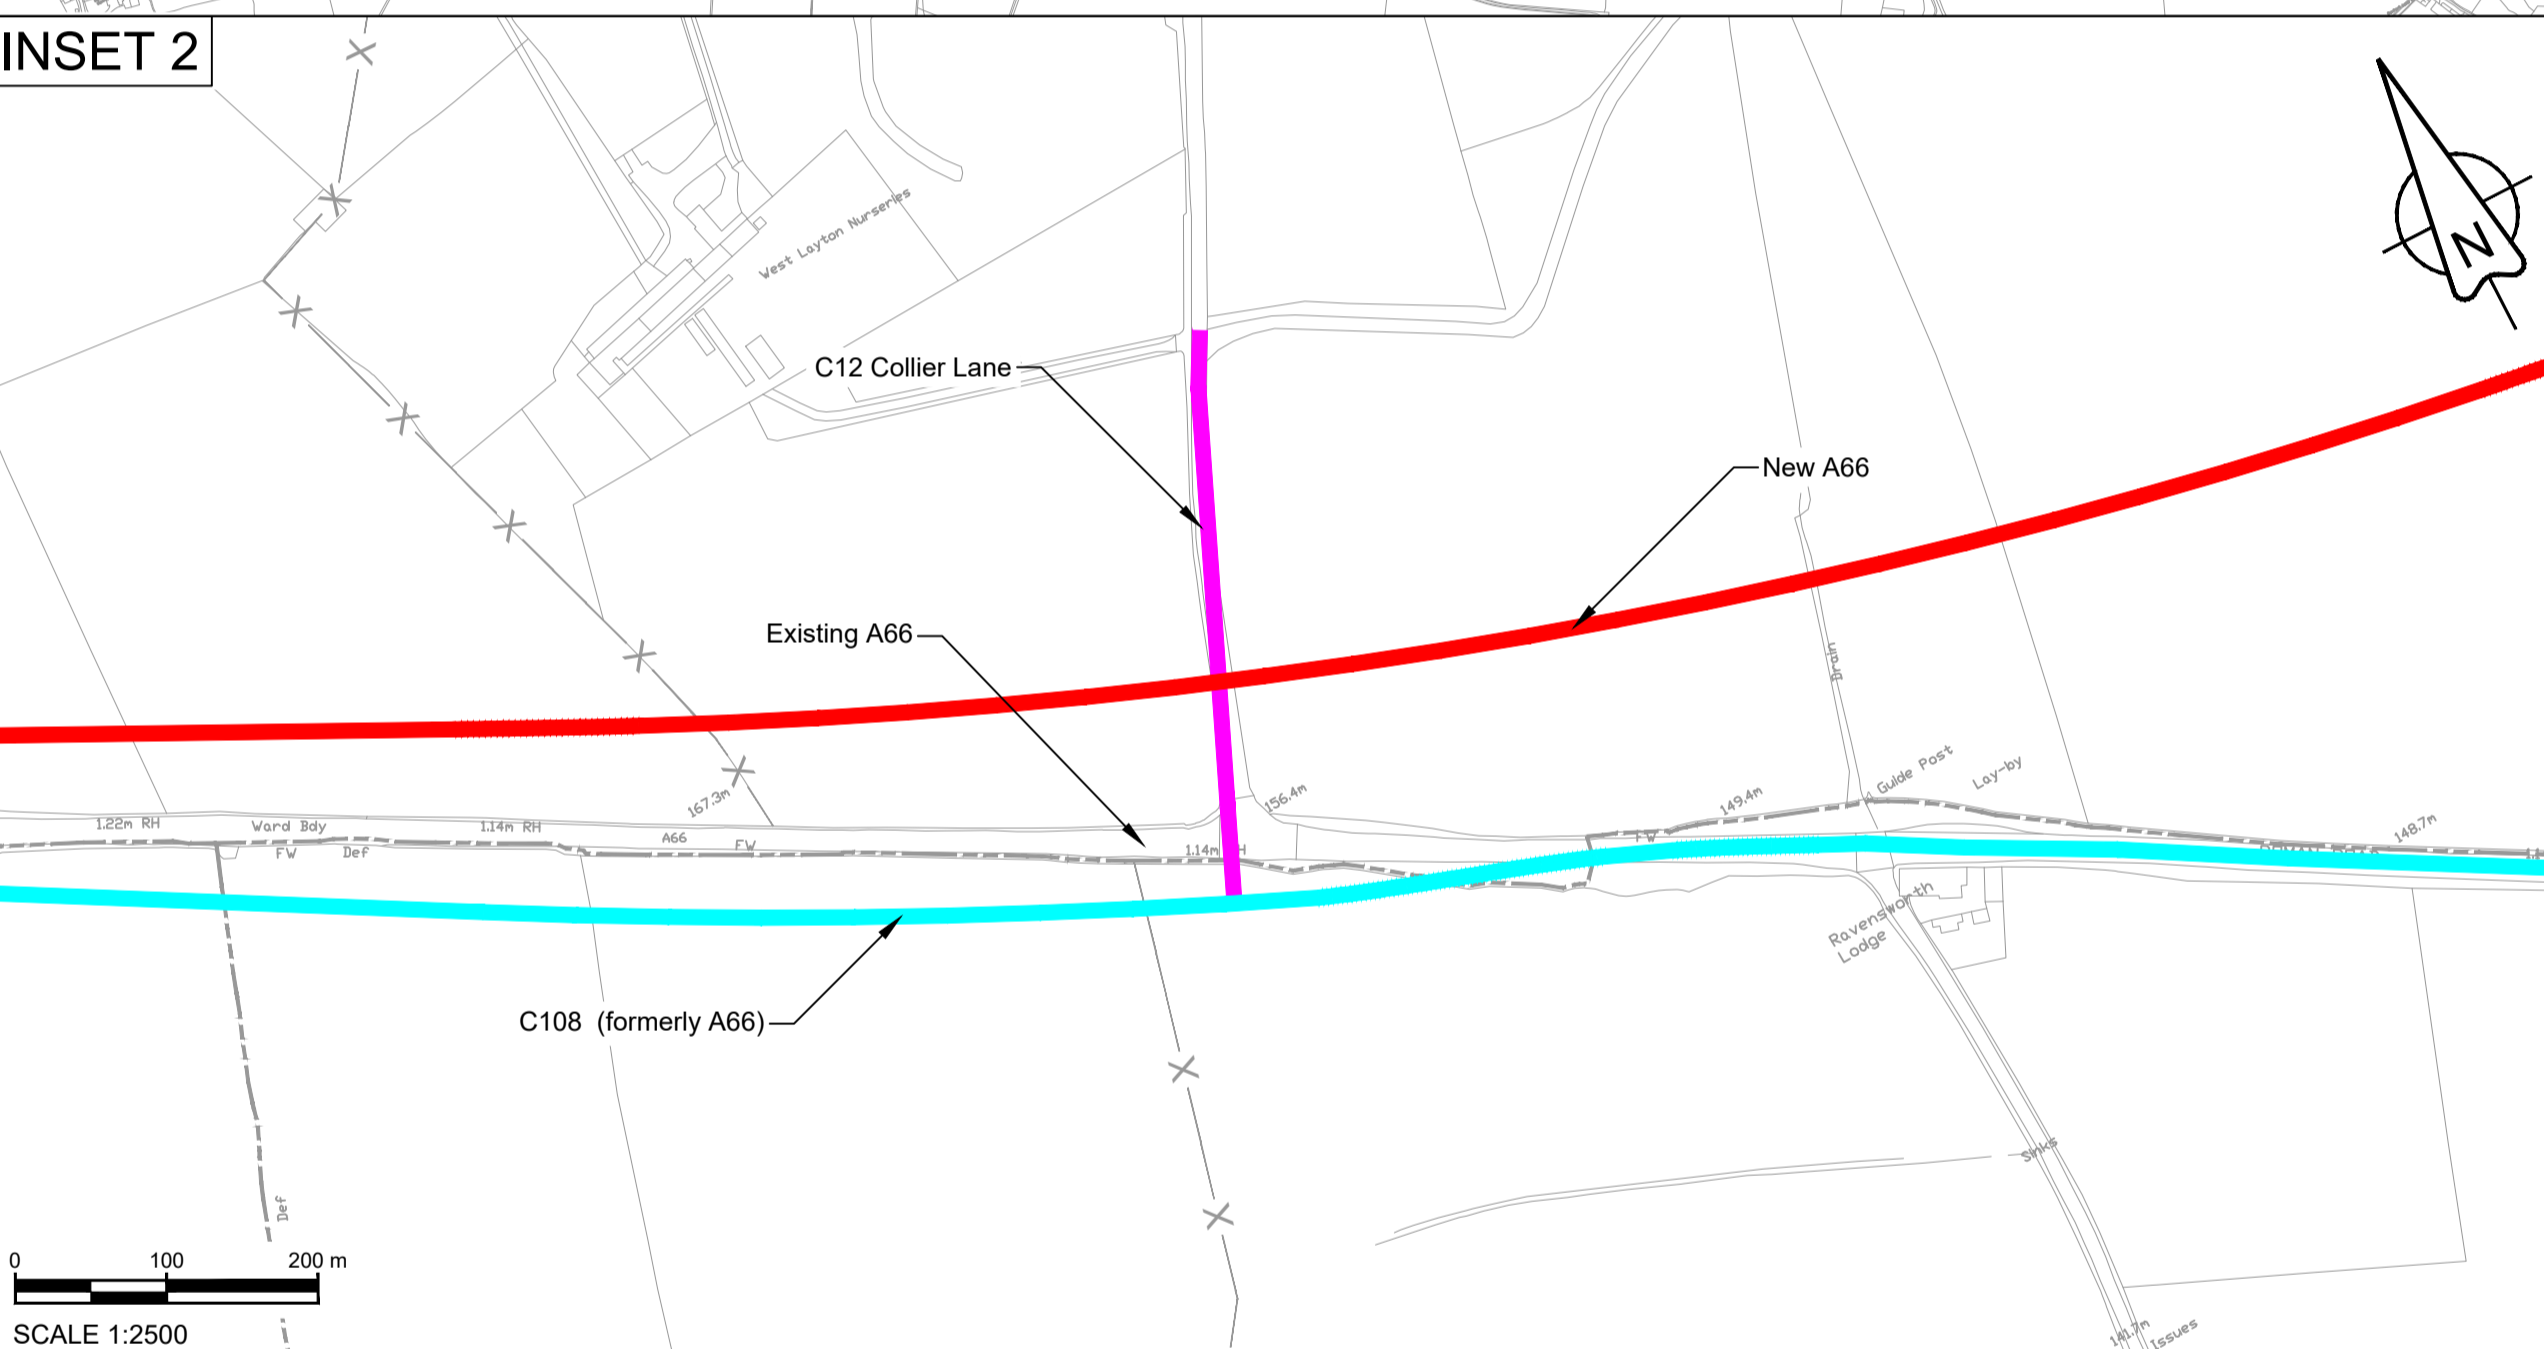 INSET 2
West Layton Nurseries
N
C12 Collier Lane
New A66
Existing A66
Drain
Guide Post
Lay-by
167.3m
156.4m
149.4m
148.7m
1.22m RH
Ward Bdy
1.14m RH
A66
FW
FW
Def
FW
1.14m
Ravensworth
Lodge
C108 (formerly A66)
Sinks
Def
0 100 200 m
SCALE 1:2500
141.7m
Issues